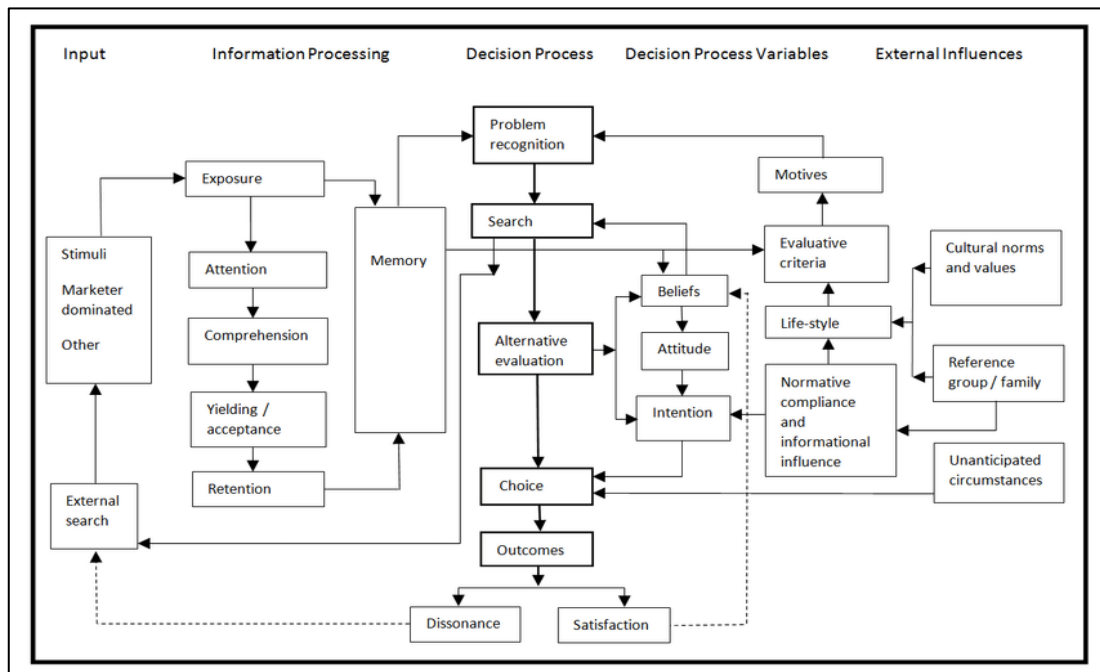 Input
Information Processing
Decision Process
Decision Process Variables
External Influences
Stimuli
Marketer
dominated
Other
External
search
Exposure
Attention
Comprehension
Yielding /
acceptance
Retention
Memory
Problem
recognition
Search
Alternative
evaluation
Choice
Outcomes
Dissonance
Satisfaction
Beliefs
Attitude
Intention
Motives
Evaluative
criteria
Life-style
Normative
compliance
and
informational
influence
Cultural norms
and values
Reference
group / family
Unanticipated
circumstances